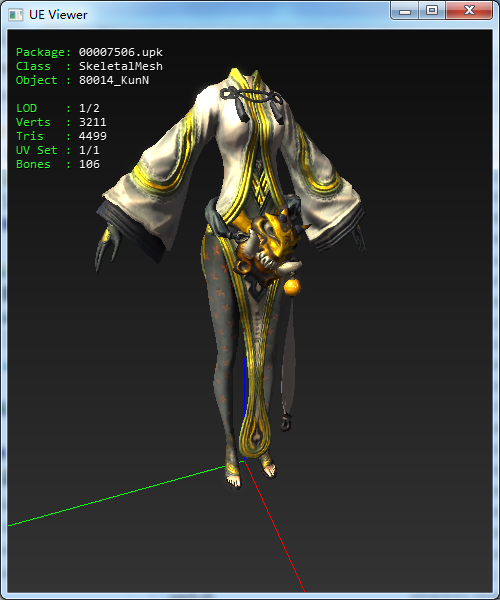 UE Viewer
Package: 00007506.upk
Class : SkeletalMesh
Object : 80014_KunN
LOD : 1/2
Verts : 3211
Tris : 4499
UV Set : 1/1
Bones : 106